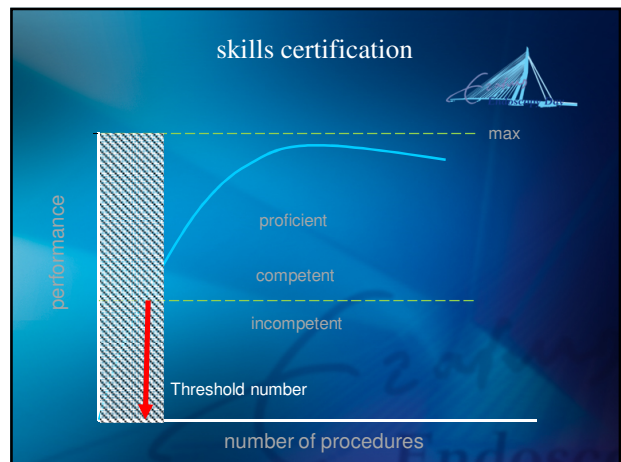 skills certification
max
performance
proficient
competent
incompetent
Threshold number
number of procedures